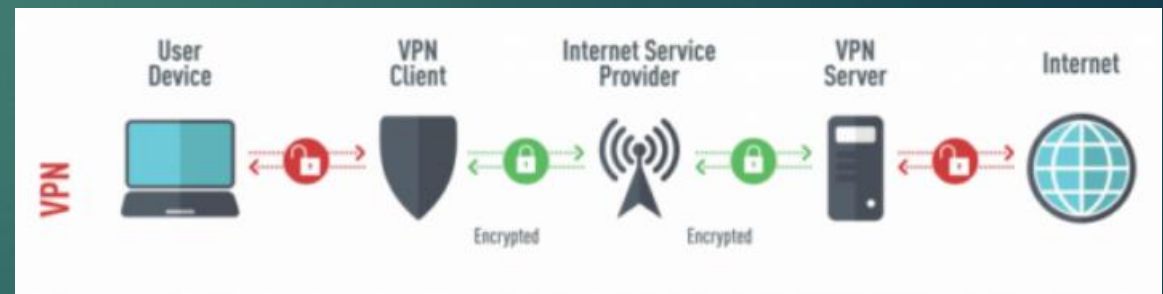 User
Device
VPN
Client
Internet Service
Provider
VPN
Server
Internet
VPN
Encrypted
Encrypted